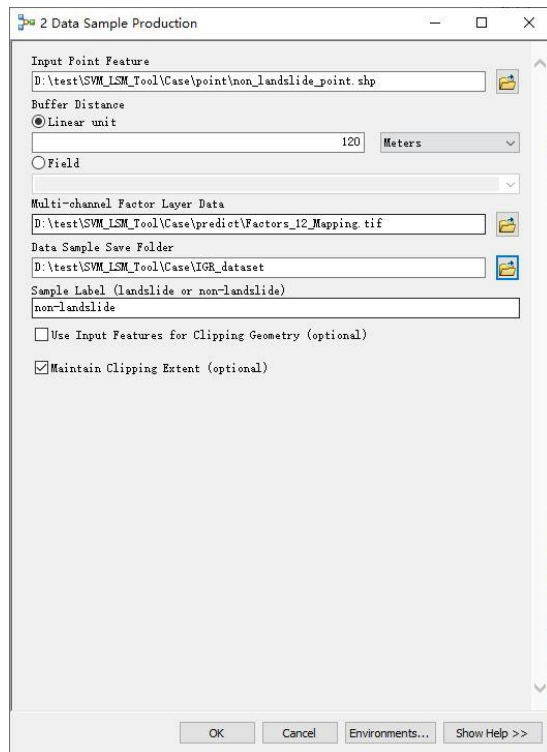 2 Data Sample Production
Input Point Feature
D:\test\SVM_LSM_Tool\Case\point\non_landslide_point.shp
Buffer Distance
Linear unit
120 Meters
Field
Multi-channel Factor Layer Data
D:\test\SVM_LSM_Tool\Case\predict\Factors_12_Mapping.tif
Data Sample Save Folder
D:\test\SVM_LSM_Tool\Case\IGR_dataset
Sample Label (landslide or non-landslide)
non-landslide
Use Input Features for Clipping Geometry (optional)
Maintain Clipping Extent (optional)
OK Cancel Environments... Show Help >>